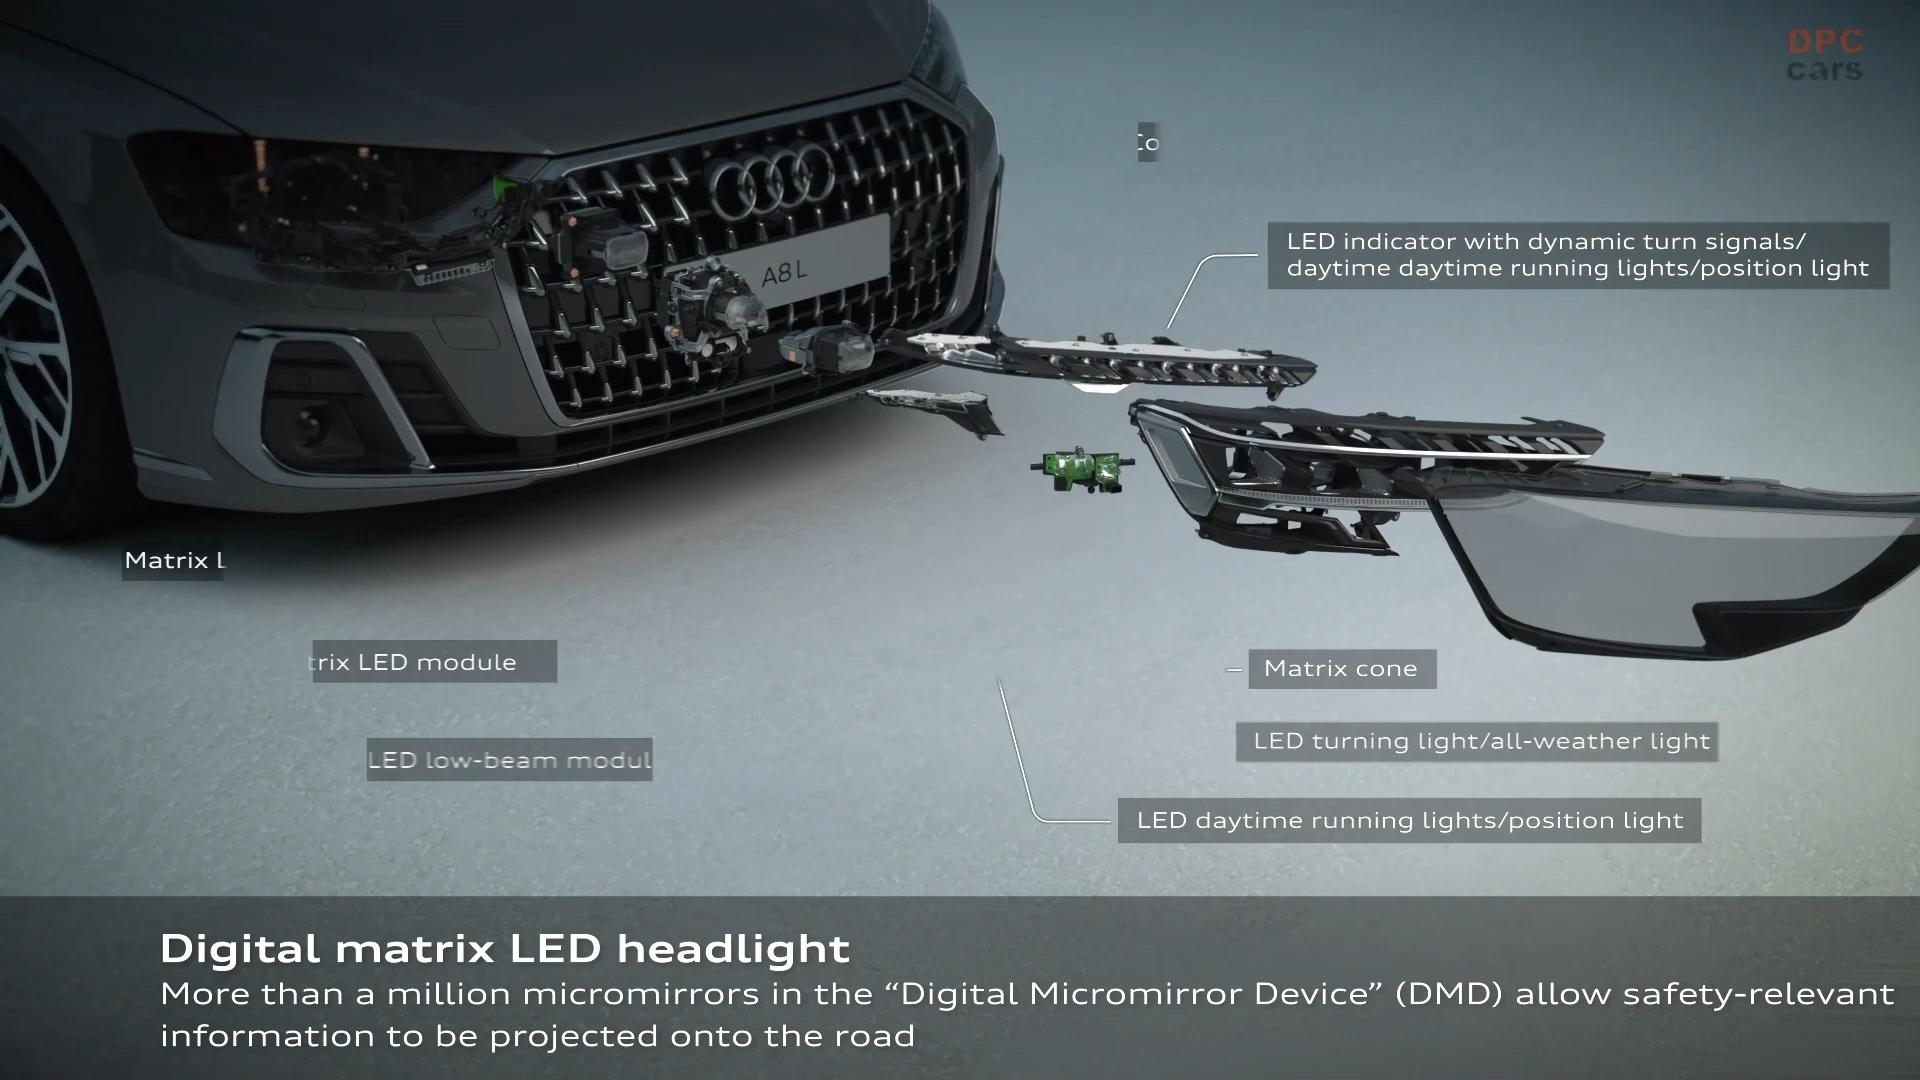 DPC
cars
Co
LED indicator with dynamic turn signals/
daytime daytime running lights/position light
A8 L
Matrix L
trix LED module
Matrix cone
LED turning light/all-weather light
LED low-beam modul
LED daytime running lights/position light
Digital matrix LED headlight
More than a million micromirrors in the “Digital Micromirror Device” (DMD) allow safety-relevant
information to be projected onto the road